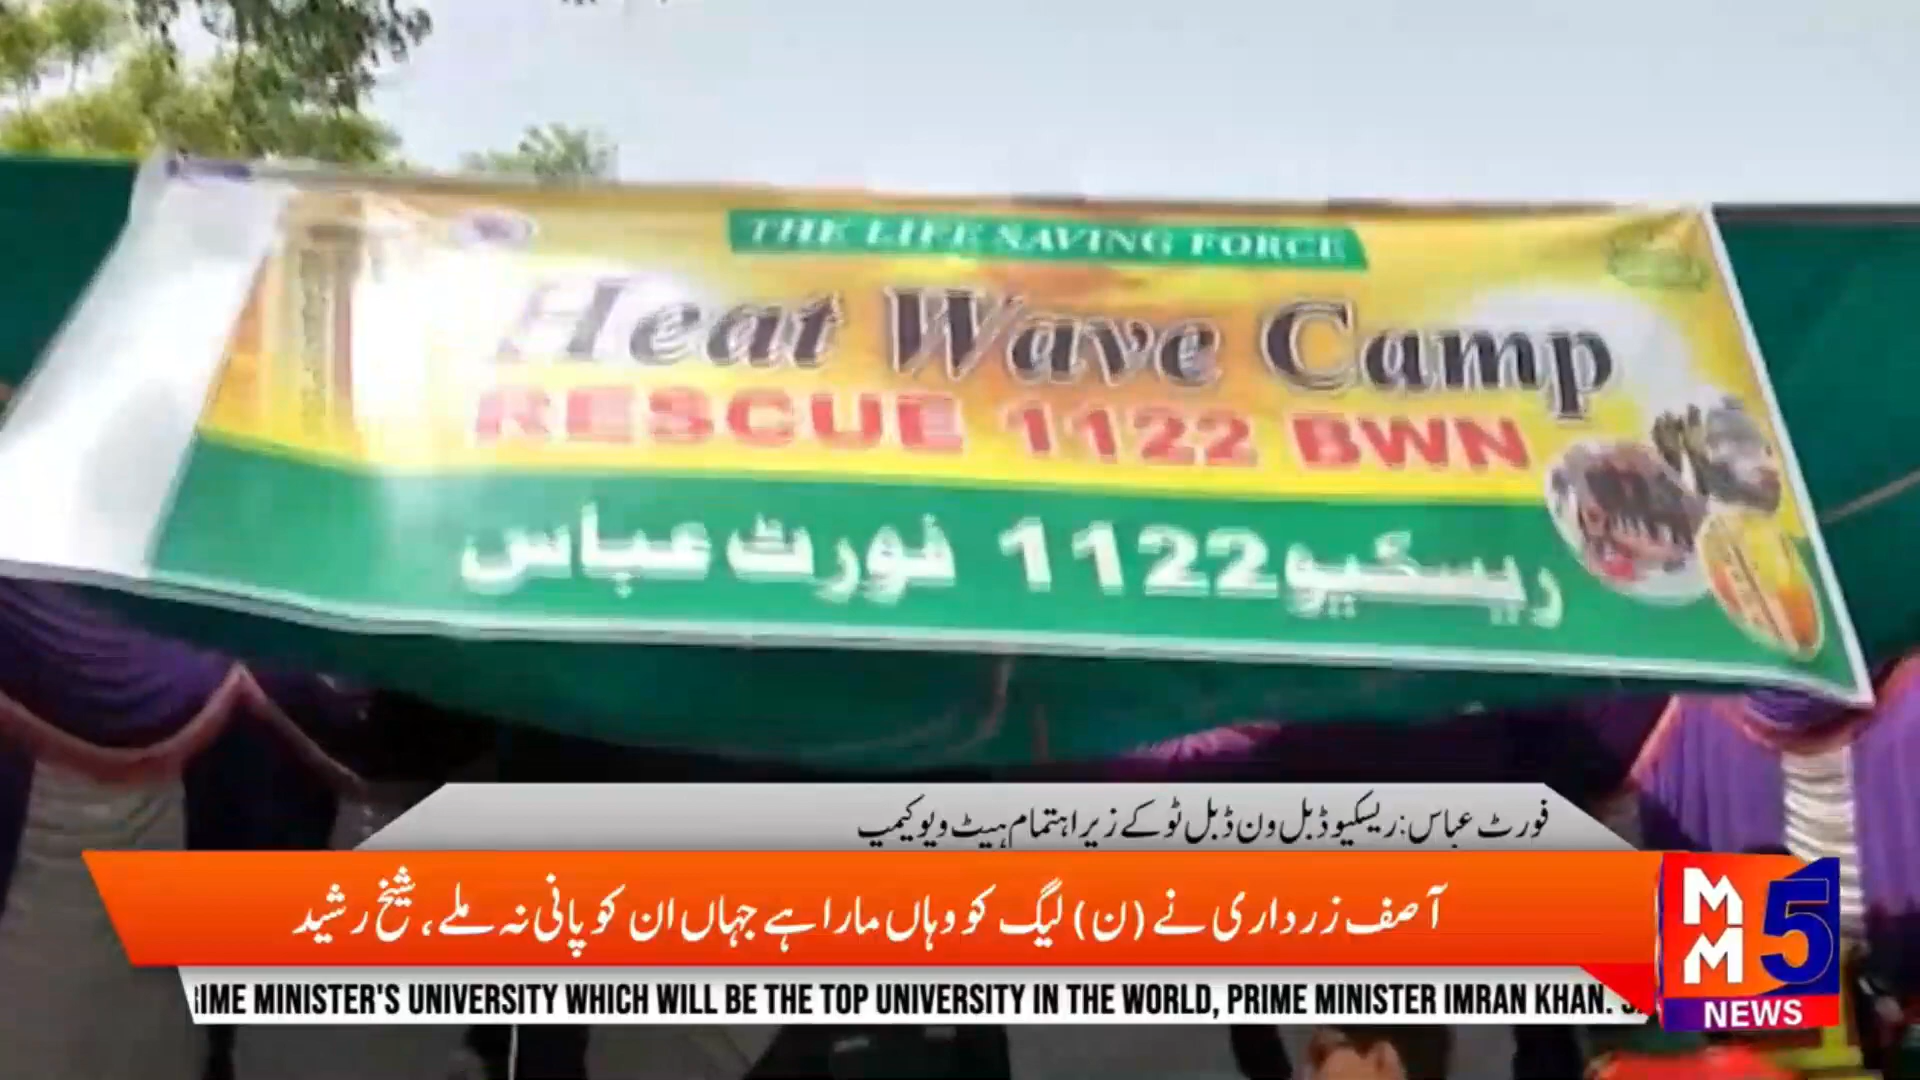 THE LIFE SAVING FORCE
Heat Wave Camp
RESCUE 1122 BWN
ریسکیو 1122 فورٹ عباس
فورٹ عباس: ریسکیو ڈبل ون ڈبل ٹو کے زیر اہتمام ہیٹ ویو کیمپ
آصف زرداری نے (ن) لیگ کو وہاں مارا ہے جہاں ان کو پانی نہ ملے، شیخ رشید
MINISTER'S UNIVERSITY WHICH WILL BE THE TOP UNIVERSITY IN THE WORLD, PRIME MINISTER IMRAN KHAN.
MM5
NEWS